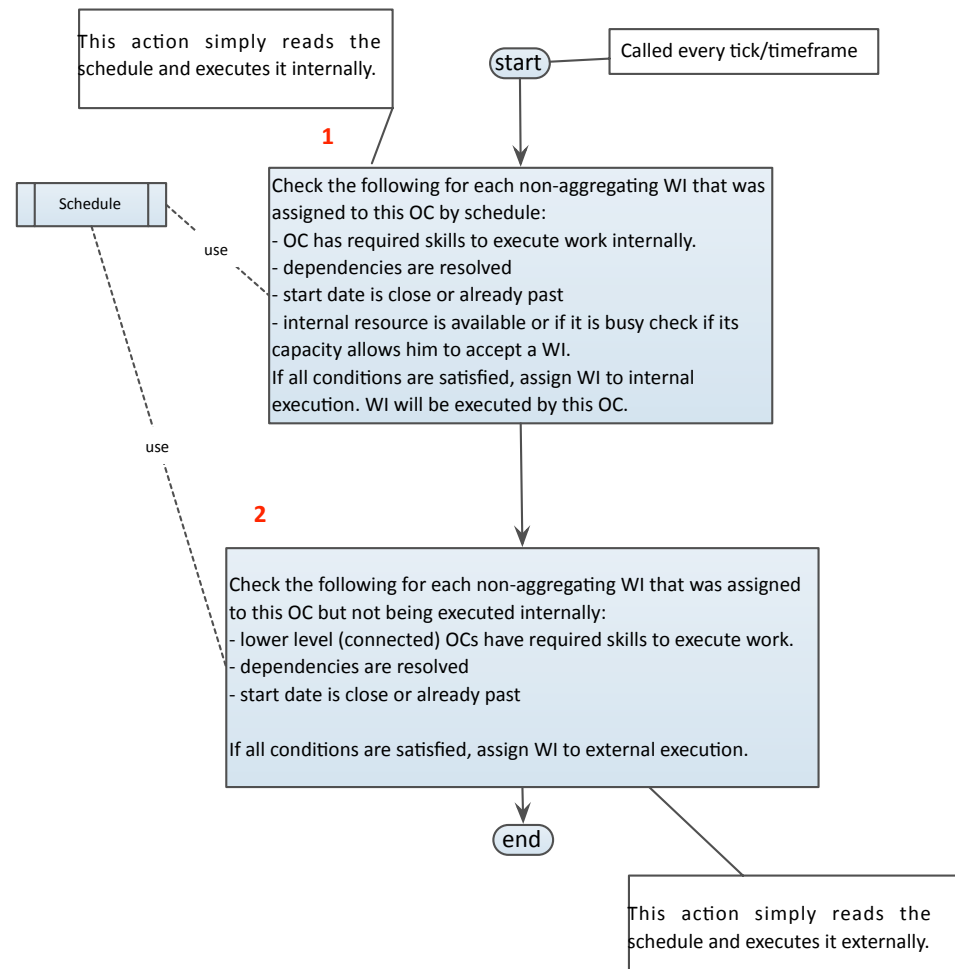 This action simply reads the
schedule and executes it internally.
start
Called every tick/timeframe
1
Check the following for each non-aggregating WI that was
assigned to this OC by schedule:
- OC has required skills to execute work internally.
- dependencies are resolved
- start date is close or already past
- internal resource is available or if it is busy check if its
capacity allows him to accept a WI.
If all conditions are satisfied, assign WI to internal
execution. WI will be executed by this OC.
Schedule
use
use
2
Check the following for each non-aggregating WI that was assigned
to this OC but not being executed internally:
- lower level (connected) OCs have required skills to execute work.
- dependencies are resolved
- start date is close or already past
If all conditions are satisfied, assign WI to external execution.
end
This action simply reads the
schedule and executes it externally.